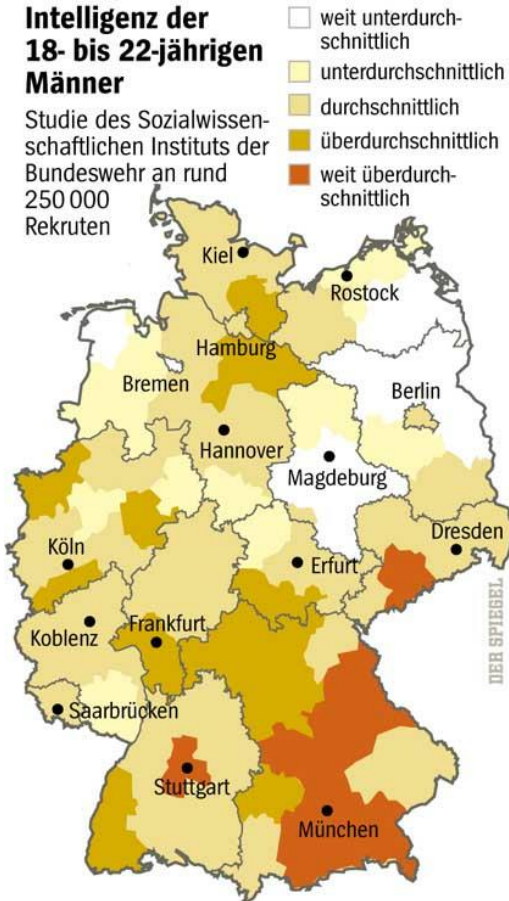 Intelligenz der
18- bis 22-jährigen
Männer
Studie des Sozialwissen-
schaftlichen Instituts der
Bundeswehr an rund
250 000
Rekruten
weit unterdurch-
schnittlich
unterdurchschnittlich
durchschnittlich
überdurchschnittlich
weit überdurch-
schnittlich
Kiel
Rostock
Hamburg
Bremen
Berlin
Hannover
Magdeburg
Dresden
Köln
Erfurt
Frankfurt
Koblenz
DER SPIEGEL
Saarbrücken
Stuttgart
München